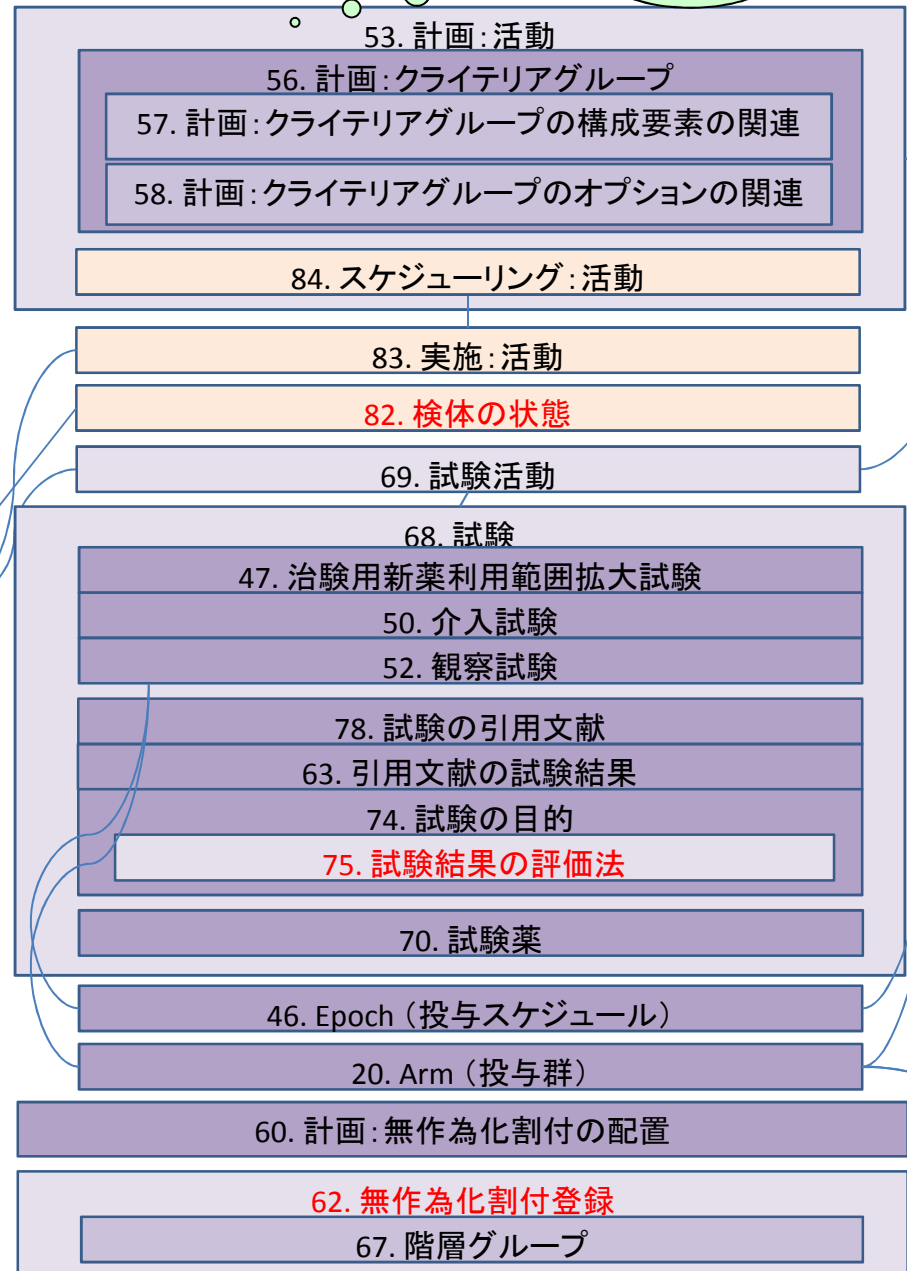 53. 計画：活動
56. 計画：クライテリアグループ
57. 計画：クライテリアグループの構成要素の関連
58. 計画：クライテリアグループのオプションの関連
84. スケジューリング：活動
83. 実施：活動
82. 検体の状態
69. 試験活動
68. 試験
47. 治験用新薬利用範囲拡大試験
50. 介入試験
52. 観察試験
78. 試験の引用文献
63. 引用文献の試験結果
74. 試験の目的
75. 試験結果の評価法
70. 試験薬
46. Epoch（投与スケジュール）
20. Arm（投与群）
60. 計画：無作為化割付の配置
62. 無作為化割付登録
67. 階層グループ